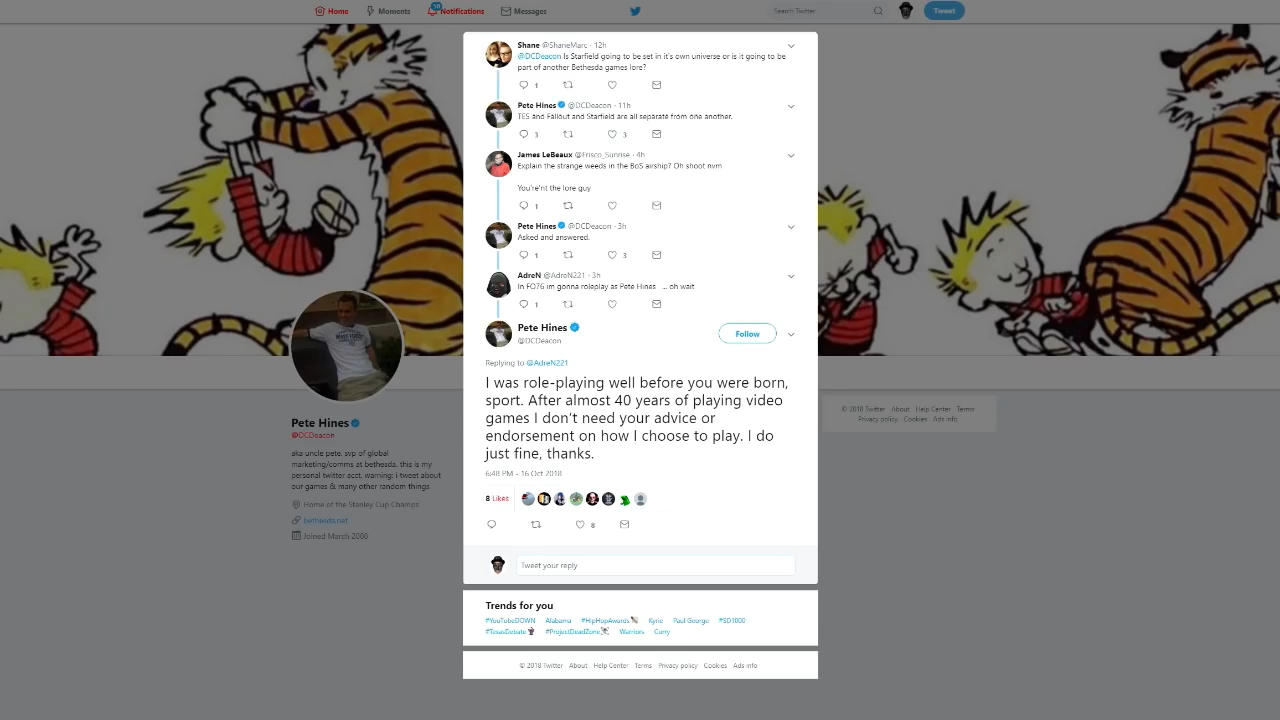 Home
Moments
Notifications
Messages
Search Twitter
Tweet
Shane @ShaneMarc · 12h
@DCDeacon Is Starfield going to be set in it's own universe or is it going to be
part of another Bethesda games lore?
1
Pete Hines @DCDeacon · 11h
TES and Fallout and Starfield are all separate from one another.
3 3
James LeBeaux @Frisco_Sunrise · 4h
Explain the strange weeds in the BoS airship? Oh shoot nvm
You're'nt the lore guy
1
Pete Hines @DCDeacon · 3h
Asked and answered.
1 3
AdreN @AdreN221 · 3h
In FO76 im gonna roleplay as Pete Hines ... oh wait
1
Pete Hines
@DCDeacon
Follow
Replying to @AdreN221
I was role-playing well before you were born,
sport. After almost 40 years of playing video
games I don't need your advice or
endorsement on how I choose to play. I do
just fine, thanks.
6:48 PM - 16 Oct 2018
8 Likes
8
Tweet your reply
Trends for you
#YouTubeDOWN Alabama #HipHopAwards Kyrie Paul George #SD1000
#TexasDebate #ProjectDeadZone Warriors Curry
© 2018 Twitter About Help Center Terms Privacy policy Cookies Ads info
Pete Hines
@DCDeacon
aka uncle pete. svp of global
marketing/comms at bethesda. this is my
personal twitter acct. warning: i tweet about
our games & many other random things
Home of the Stanley Cup Champs
bethesda.net
Joined March 2008
© 2018 Twitter About Help Center Terms
Privacy policy Cookies Ads info